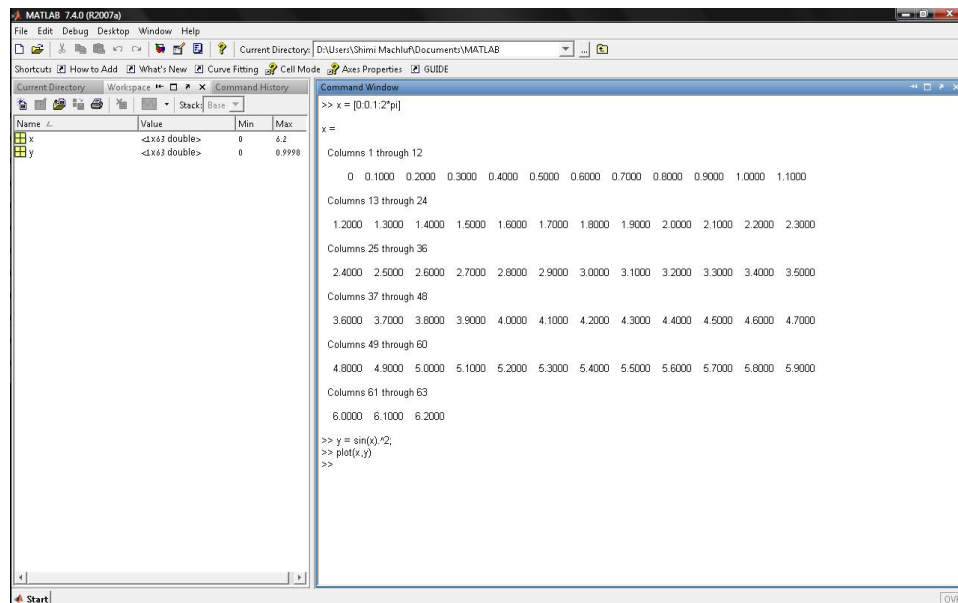 MATLAB 7.4.0 (R2007a)
File Edit Debug Desktop Window Help
Current Directory: D:\Users\Shimi Machluf\Documents\MATLAB
Shortcuts How to Add What's New Curve Fitting Cell Mode Axes Properties GUIDE
Current Directory Workspace Command History
Stack: Base
Name Value Min Max
x <1x63 double> 0 6.2
y <1x63 double> 0 0.9998
Command Window
>> x = [0:0.1:2*pi]
x =
Columns 1 through 12
0 0.1000 0.2000 0.3000 0.4000 0.5000 0.6000 0.7000 0.8000 0.9000 1.0000 1.1000
Columns 13 through 24
1.2000 1.3000 1.4000 1.5000 1.6000 1.7000 1.8000 1.9000 2.0000 2.1000 2.2000 2.3000
Columns 25 through 36
2.4000 2.5000 2.6000 2.7000 2.8000 2.9000 3.0000 3.1000 3.2000 3.3000 3.4000 3.5000
Columns 37 through 48
3.6000 3.7000 3.8000 3.9000 4.0000 4.1000 4.2000 4.3000 4.4000 4.5000 4.6000 4.7000
Columns 49 through 60
4.8000 4.9000 5.0000 5.1000 5.2000 5.3000 5.4000 5.5000 5.6000 5.7000 5.8000 5.9000
Columns 61 through 63
6.0000 6.1000 6.2000
>> y = sin(x).^2;
>> plot(x,y)
>>
Start